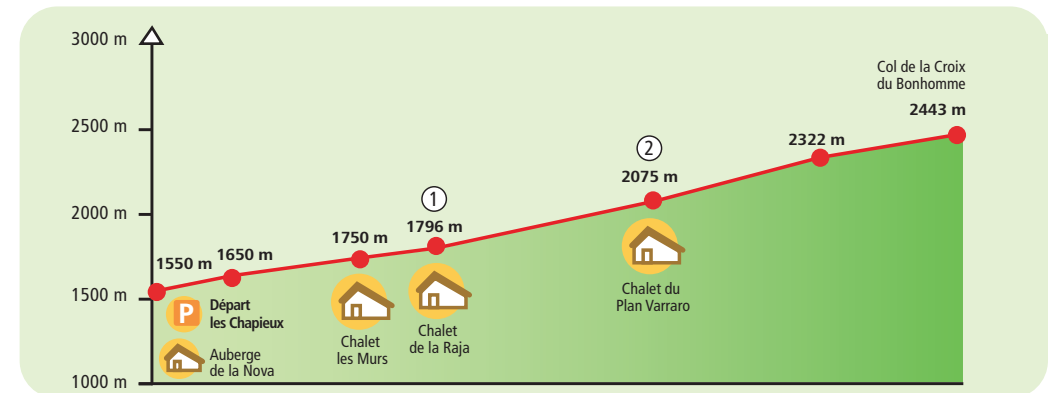 3000 m
2500 m
2000 m
1500 m
1000 m
1550 m
P
Départ
les Chapieux
Auberge
de la Nova
1650 m
1750 m
Chalet
les Murs
1
1796 m
Chalet
de la Raja
2
2075 m
Chalet du
Plan Varraro
2322 m
Col de la Croix
du Bonhomme
2443 m